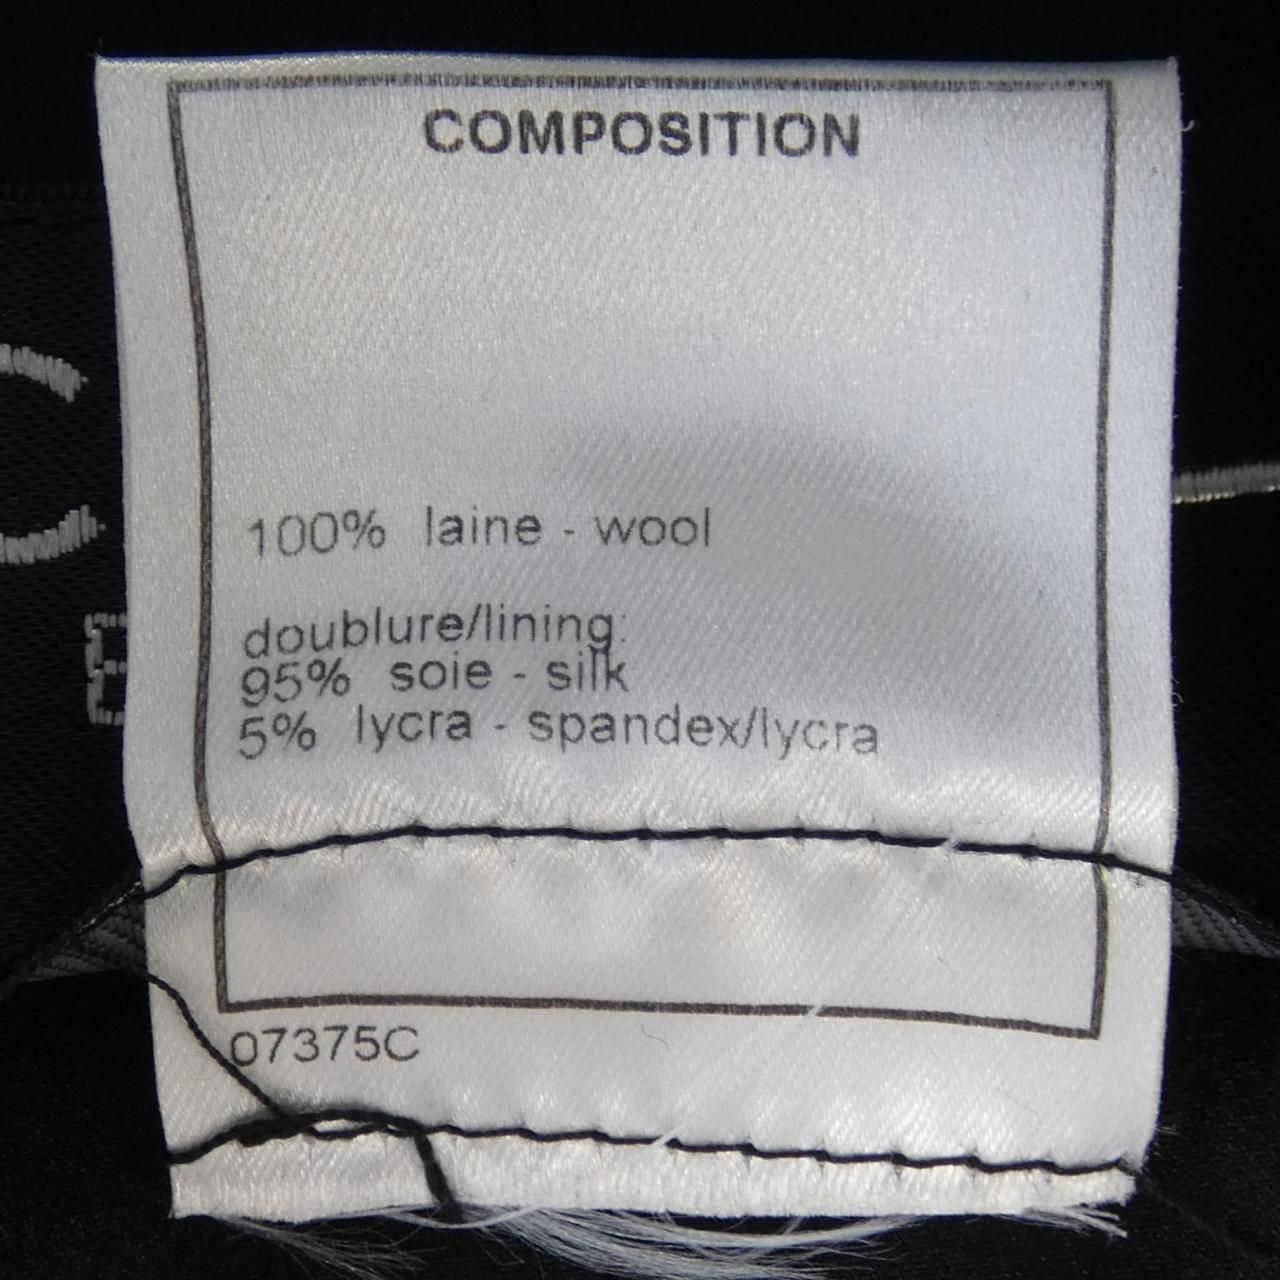 COMPOSITION
100% laine - wool
doublure/lining:
95% soie - silk
5% lycra - spandex/lycra
07375C